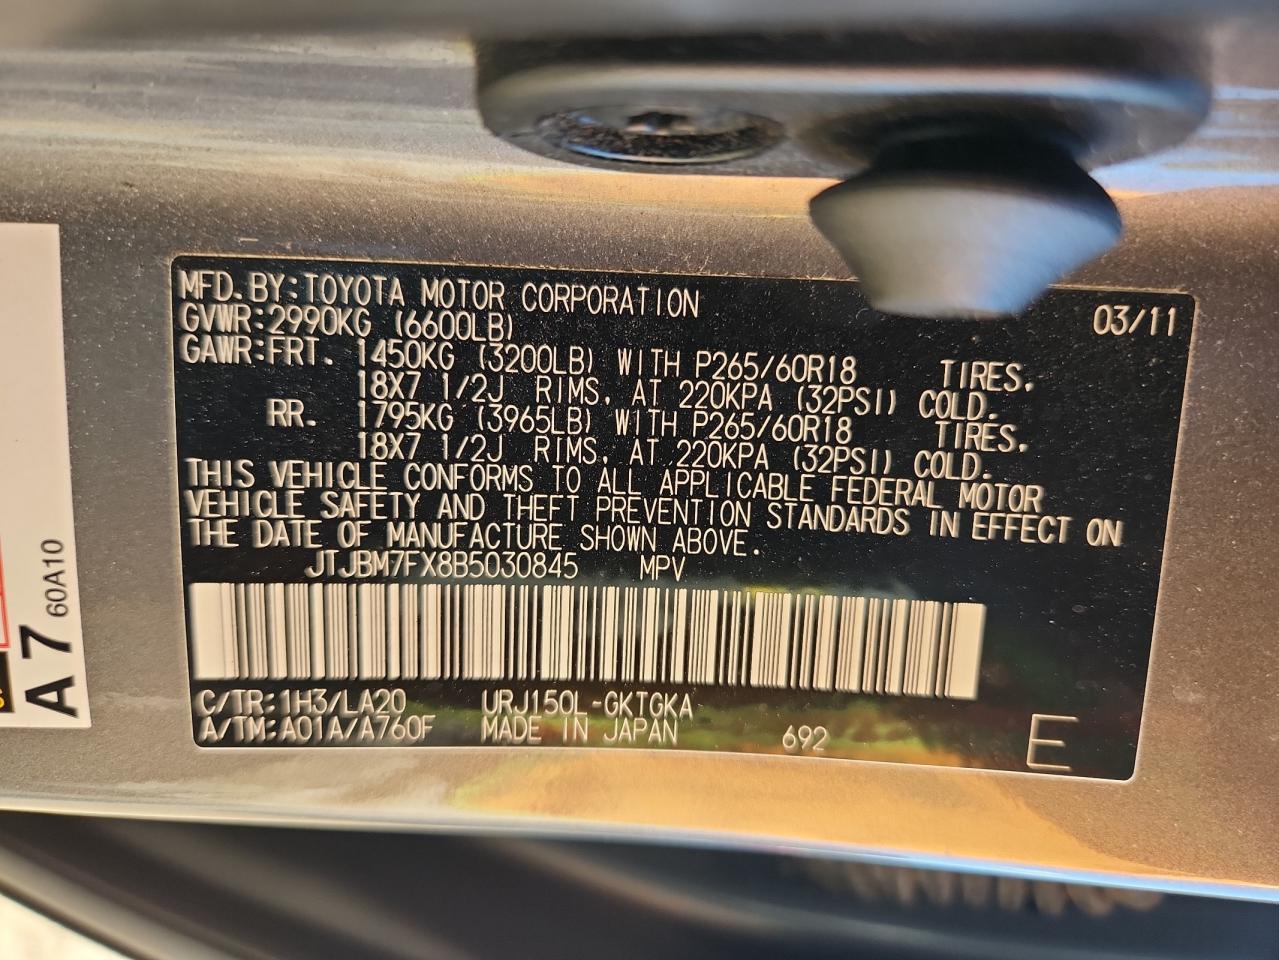 MFD. BY: TOYOTA MOTOR CORPORATION 03/11
GVWR: 2990KG (6600LB)
GAWR: FRT. 1450KG (3200LB) WITH P265/60R18 TIRES,
18X7 1/2J RIMS, AT 220KPA (32PSI) COLD.
RR. 1795KG (3965LB) WITH P265/60R18 TIRES,
18X7 1/2J RIMS, AT 220KPA (32PSI) COLD.
THIS VEHICLE CONFORMS TO ALL APPLICABLE FEDERAL MOTOR
VEHICLE SAFETY AND THEFT PREVENTION STANDARDS IN EFFECT ON
THE DATE OF MANUFACTURE SHOWN ABOVE.
JTJBM7FX8B5030845 MPV
C/TR: 1H3/LA20 URJ150L-GKTGKA
A/TM: A01A/A760F MADE IN JAPAN 692 E
A7 60A10